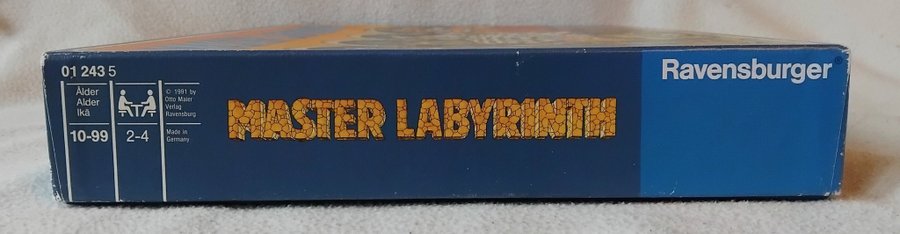 01 243 5
Ålder
Alder
Ikä
10-99
2-4
© 1991 by
Otto Maier
Verlag
Ravensburg
Made in
Germany
MASTER LABYRINTH
Ravensburger®